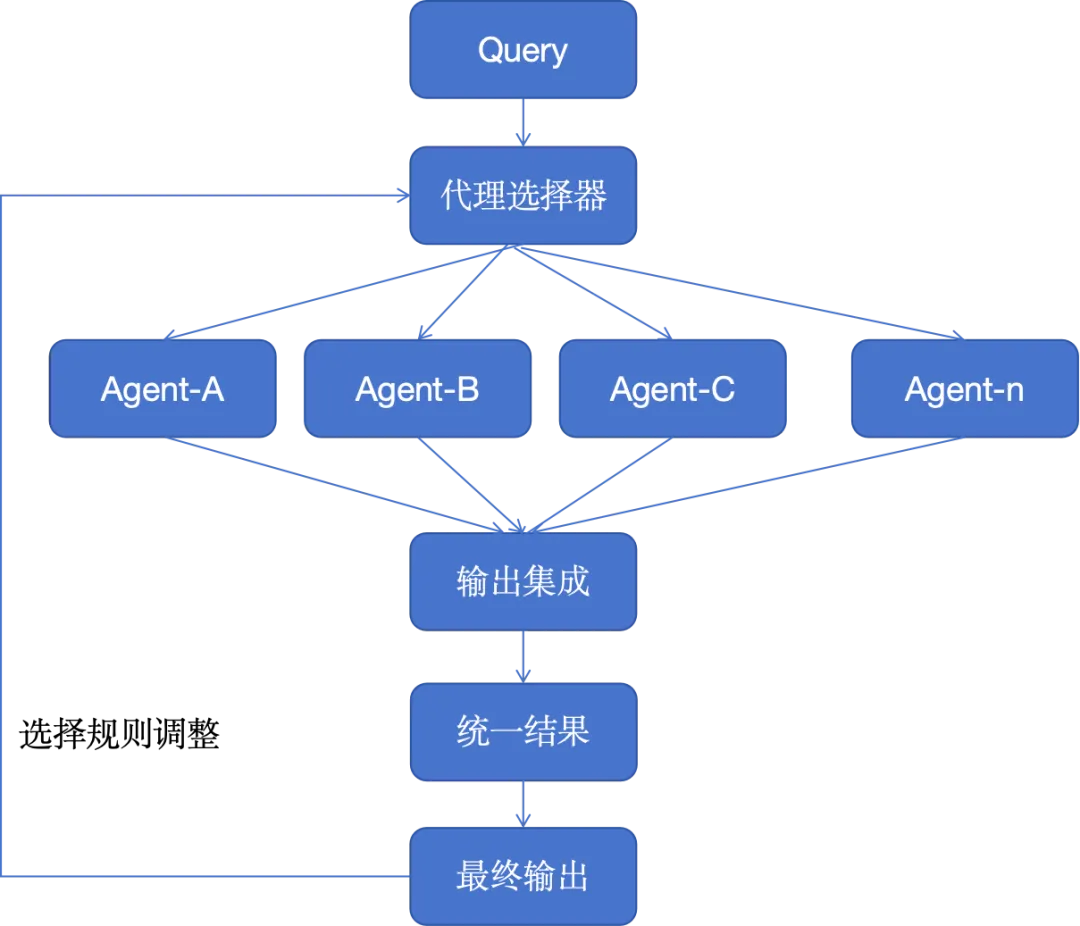 Query
代理选择器
Agent-A
Agent-B
Agent-C
Agent-n
输出集成
统一结果
选择规则调整
最终输出